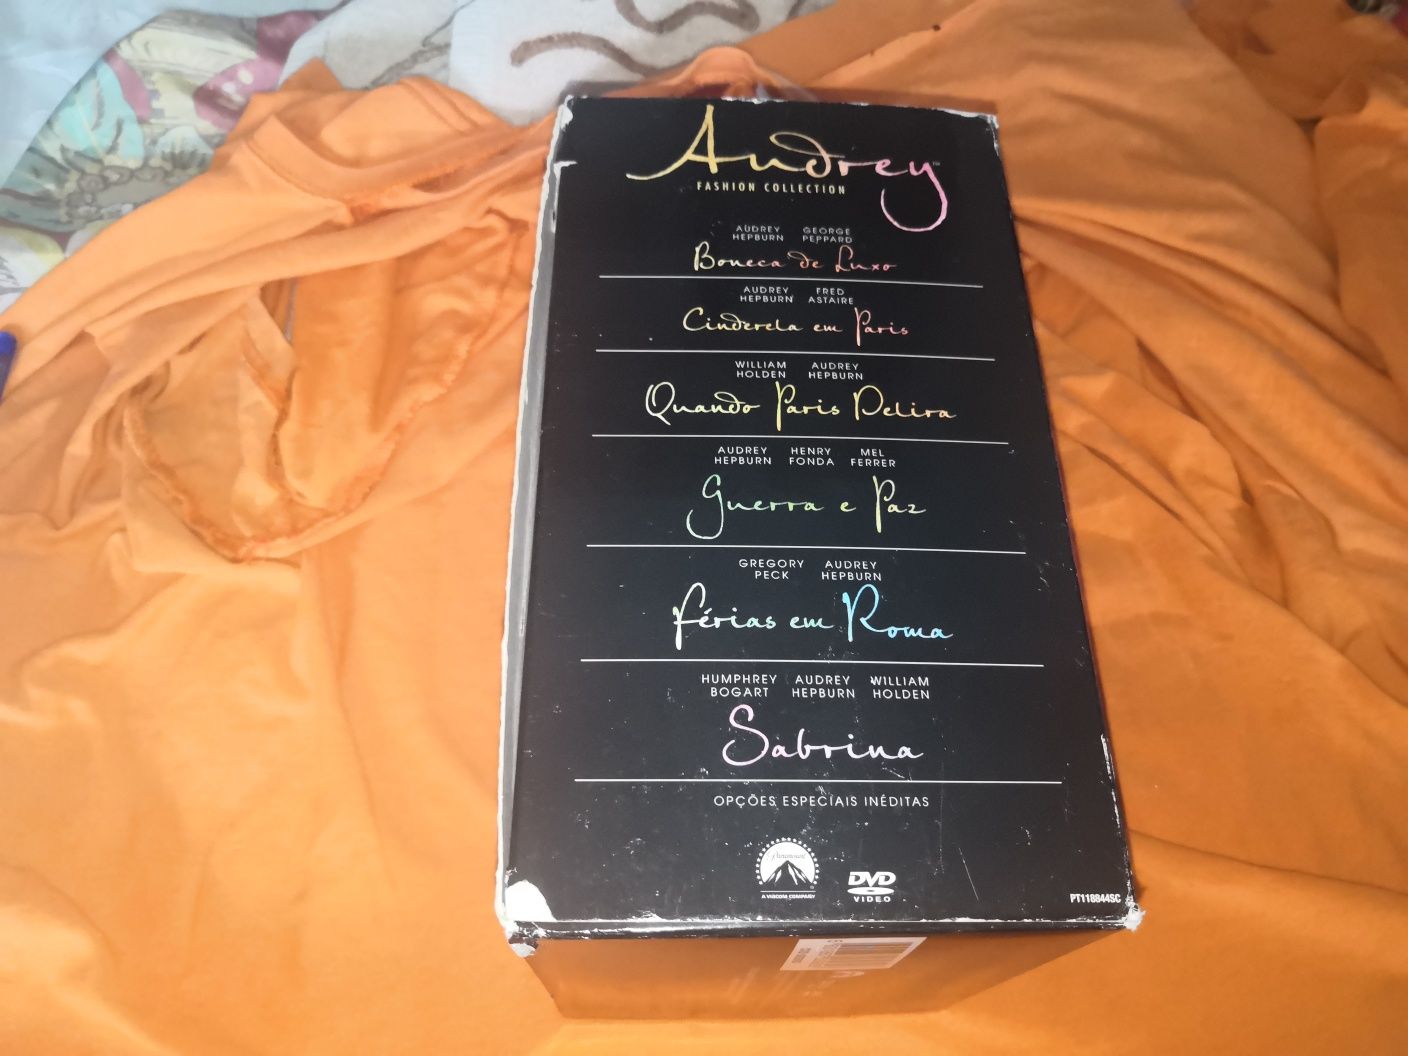 Audrey™
FASHION COLLECTION
AUDREY HEPBURN GEORGE PEPPARD
Boneca de Luxo
AUDREY HEPBURN FRED ASTAIRE
Cinderela em Paris
WILLIAM HOLDEN AUDREY HEPBURN
Quando Paris Delira
AUDREY HEPBURN HENRY FONDA MEL FERRER
Guerra e Paz
GREGORY PECK AUDREY HEPBURN
Férias em Roma
HUMPHREY BOGART AUDREY HEPBURN WILLIAM HOLDEN
Sabrina
OPÇÕES ESPECIAIS INÉDITAS
Paramount
A VIACOM COMPANY
DVD
VIDEO
PT118844SC